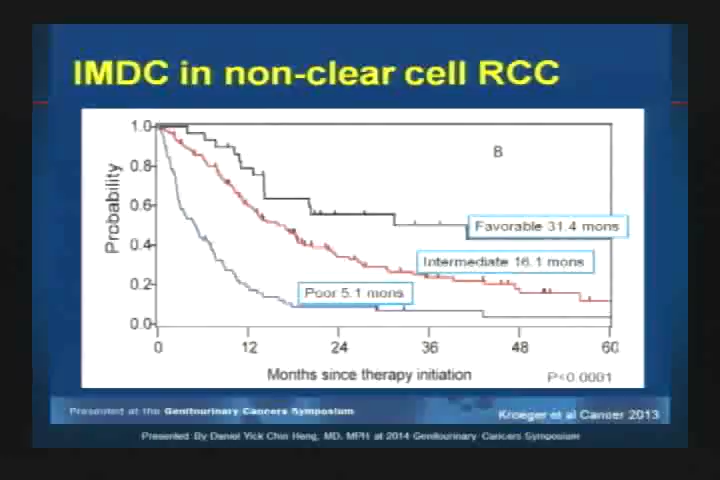 IMDC in non-clear cell RCC
B
Probability
1.0
0.8
0.6
0.4
0.2
0.0
Favorable 31.4 mons
Intermediate 16.1 mons
Poor 5.1 mons
0 12 24 36 48 60
Months since therapy initiation
P<0.0001
Presented at the Genitourinary Cancers Symposium
Kroeger et al Cancer 2013
Presented By Daniel Yick Chin Heng, MD, MPH at 2014 Genitourinary Cancers Symposium